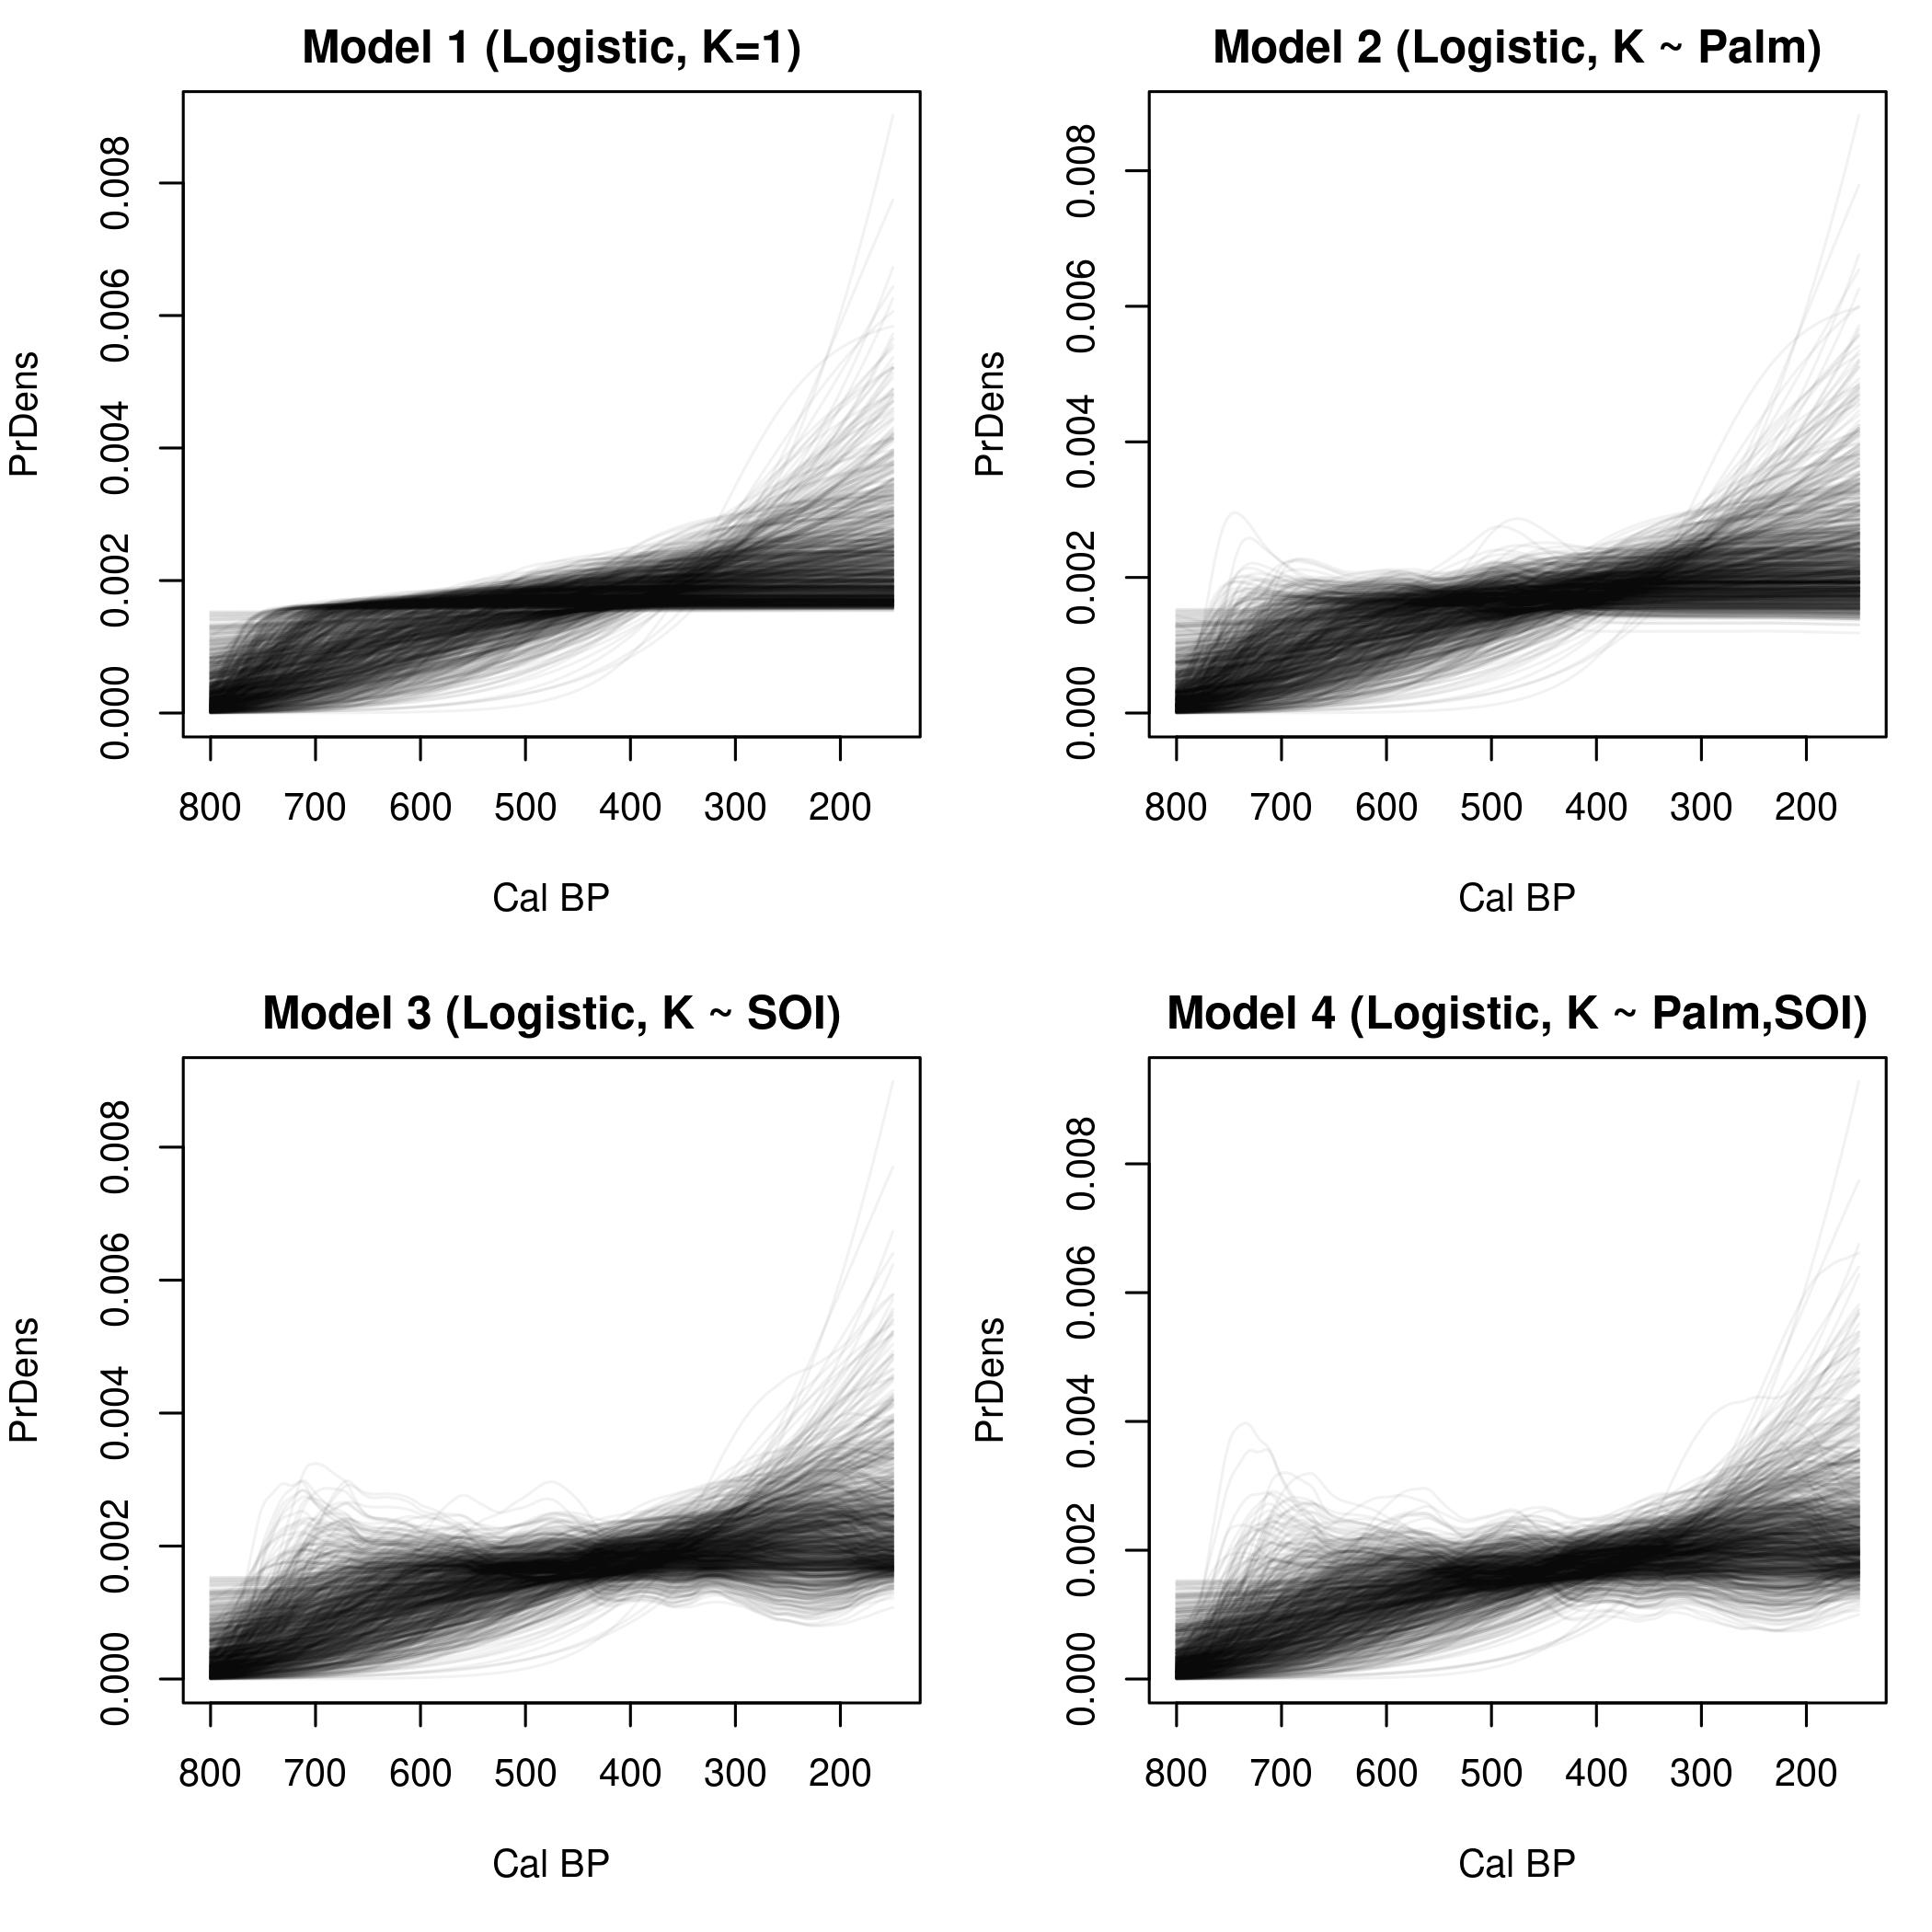 Model 1 (Logistic, K=1)
PrDens
0.008
0.006
0.004
0.002
0.000
800 700 600 500 400 300 200
Cal BP
Model 2 (Logistic, K ~ Palm)
PrDens
0.008
0.006
0.004
0.002
0.000
800 700 600 500 400 300 200
Cal BP
Model 3 (Logistic, K ~ SOI)
PrDens
0.008
0.006
0.004
0.002
0.000
800 700 600 500 400 300 200
Cal BP
Model 4 (Logistic, K ~ Palm,SOI)
PrDens
0.008
0.006
0.004
0.002
0.000
800 700 600 500 400 300 200
Cal BP